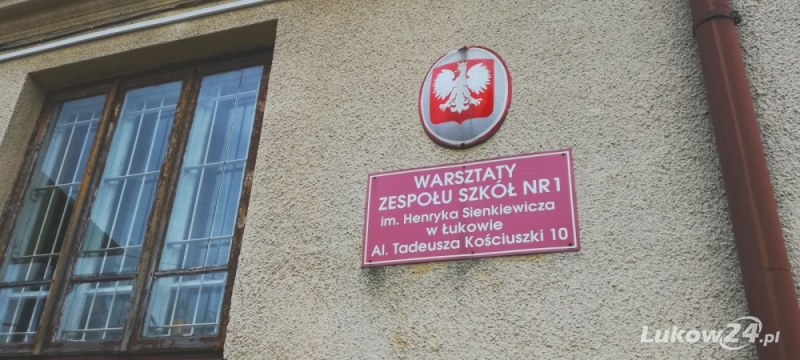 WARSZTATY
ZESPOŁU SZKÓŁ NR 1
im. Henryka Sienkiewicza
w Łukowie
Al. Tadeusza Kościuszki 10
Lukow24.pl